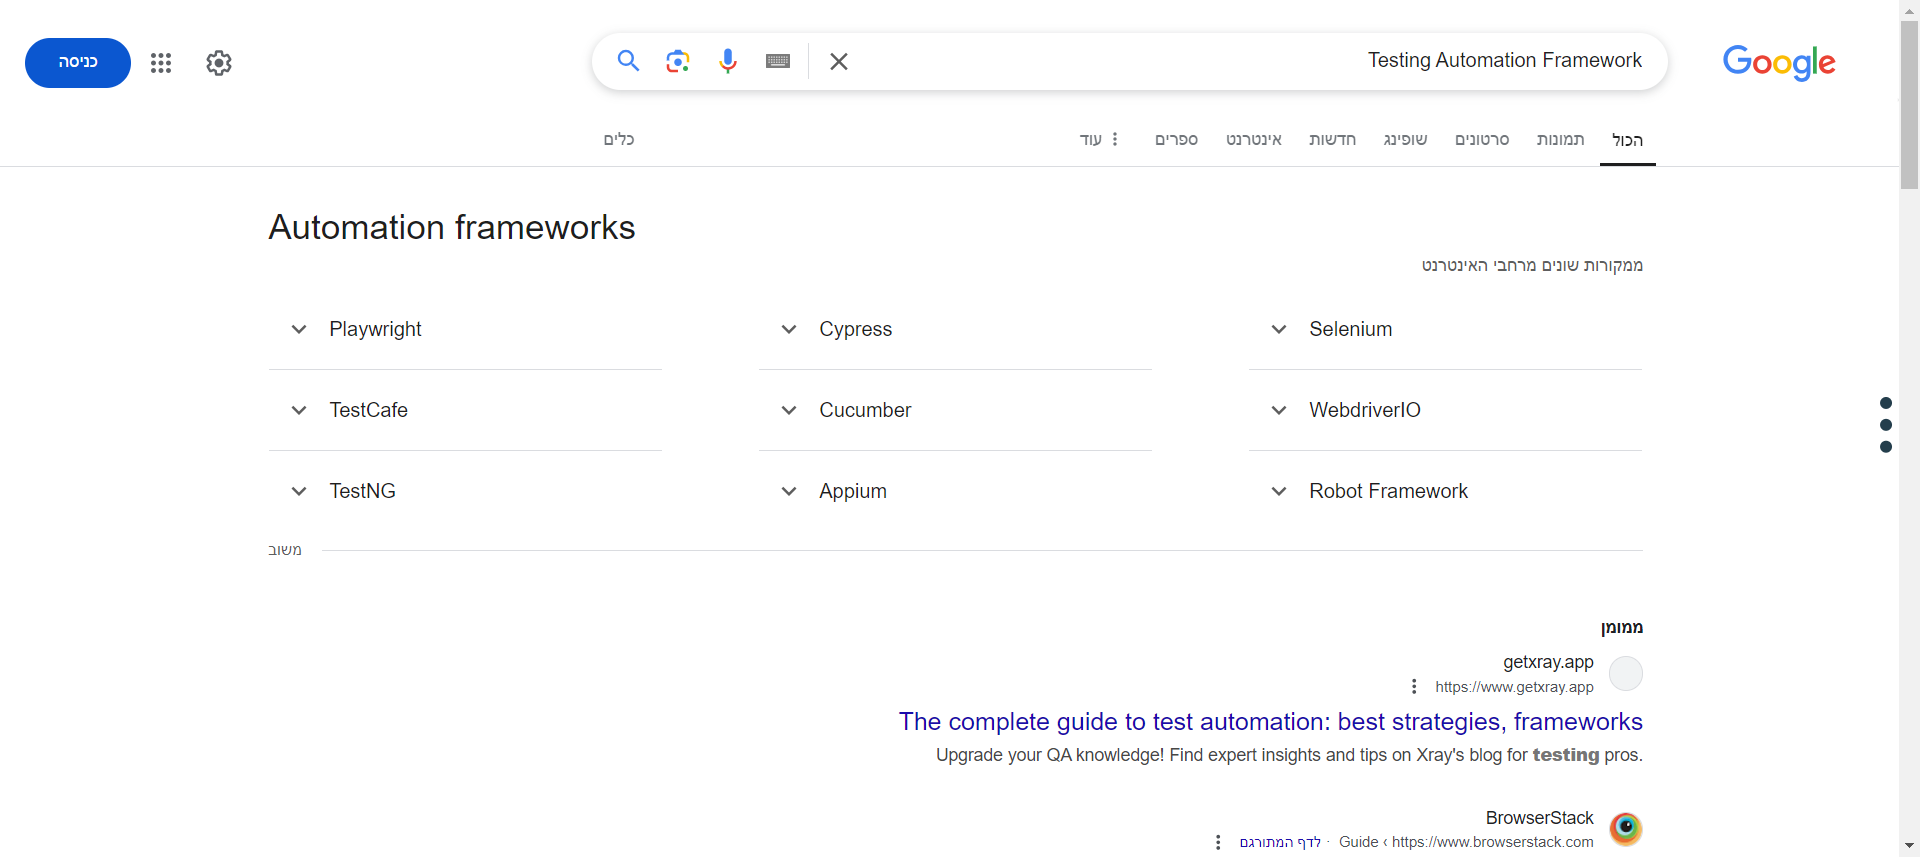 Google
Testing Automation Framework
כניסה
הכול
תמונות
סרטונים
שופינג
חדשות
אינטרנט
ספרים
עוד
כלים
Automation frameworks
ממקורות שונים מרחבי האינטרנט
Selenium
Cypress
Playwright
WebdriverIO
Cucumber
TestCafe
Robot Framework
Appium
TestNG
משוב
ממומן
getxray.app
https://www.getxray.app
The complete guide to test automation: best strategies, frameworks
Upgrade your QA knowledge! Find expert insights and tips on Xray's blog for testing pros.
BrowserStack
https://www.browserstack.com › Guide · לדף המתורגם